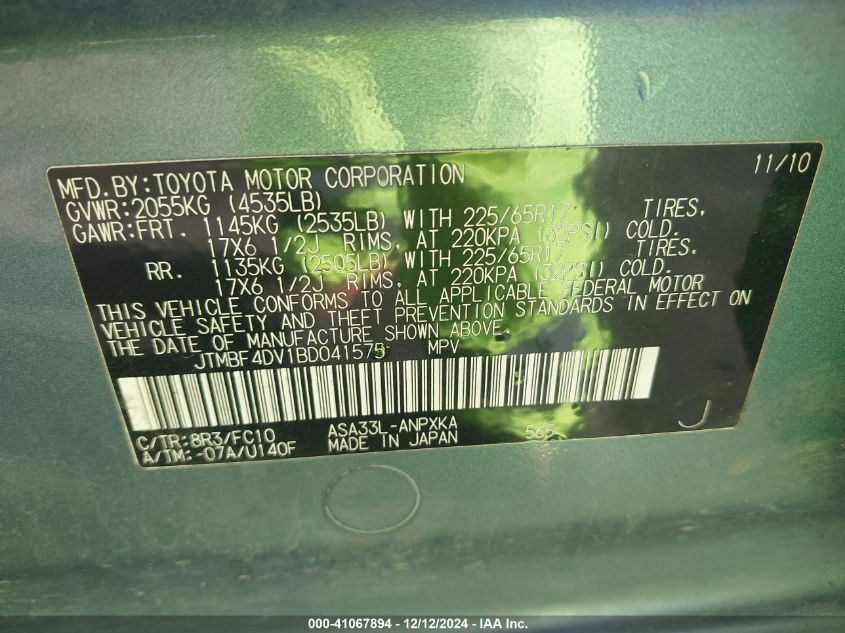 MFD.BY:TOYOTA MOTOR CORPORATION 11/10
GVWR:2055KG (4535LB)
GAWR:FRT. 1145KG (2535LB) WITH 225/65R17 TIRES,
17X6 1/2J RIMS, AT 220KPA (32PSI) COLD.
RR. 1135KG (2505LB) WITH 225/65R17 TIRES,
17X6 1/2J RIMS, AT 220KPA (32PSI) COLD.
THIS VEHICLE CONFORMS TO ALL APPLICABLE FEDERAL MOTOR
VEHICLE SAFETY AND THEFT PREVENTION STANDARDS IN EFFECT ON
THE DATE OF MANUFACTURE SHOWN ABOVE.
JTMBF4DV1BD041575 MPV
C/TR:8R3/FC10 ASA33L-ANPXKA 565 J
A/TM:-07A/U140F MADE IN JAPAN
000-41067894 - 12/12/2024 - IAA Inc.